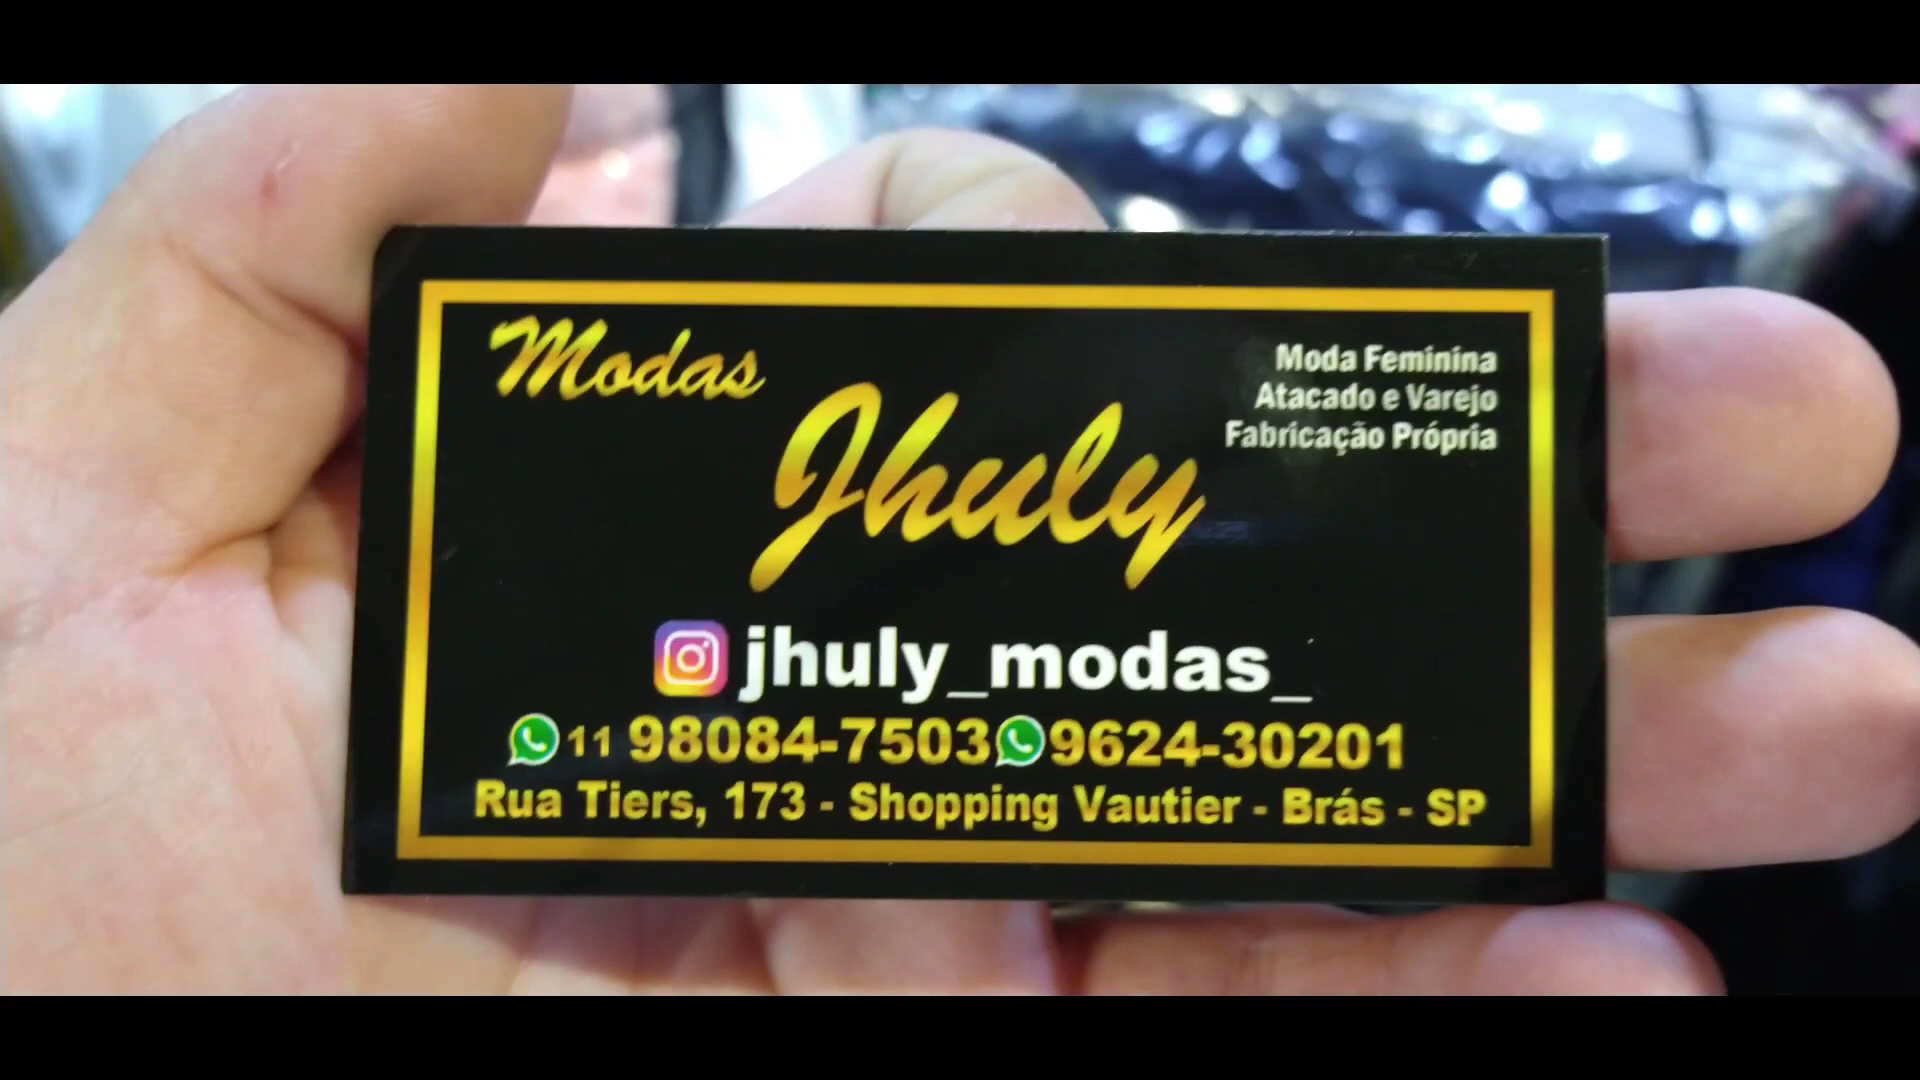 Modas
Jhuly
Moda Feminina
Atacado e Varejo
Fabricação Própria
jhuly_modas_
11 98084-7503 9624-30201
Rua Tiers, 173 - Shopping Vautier - Brás - SP